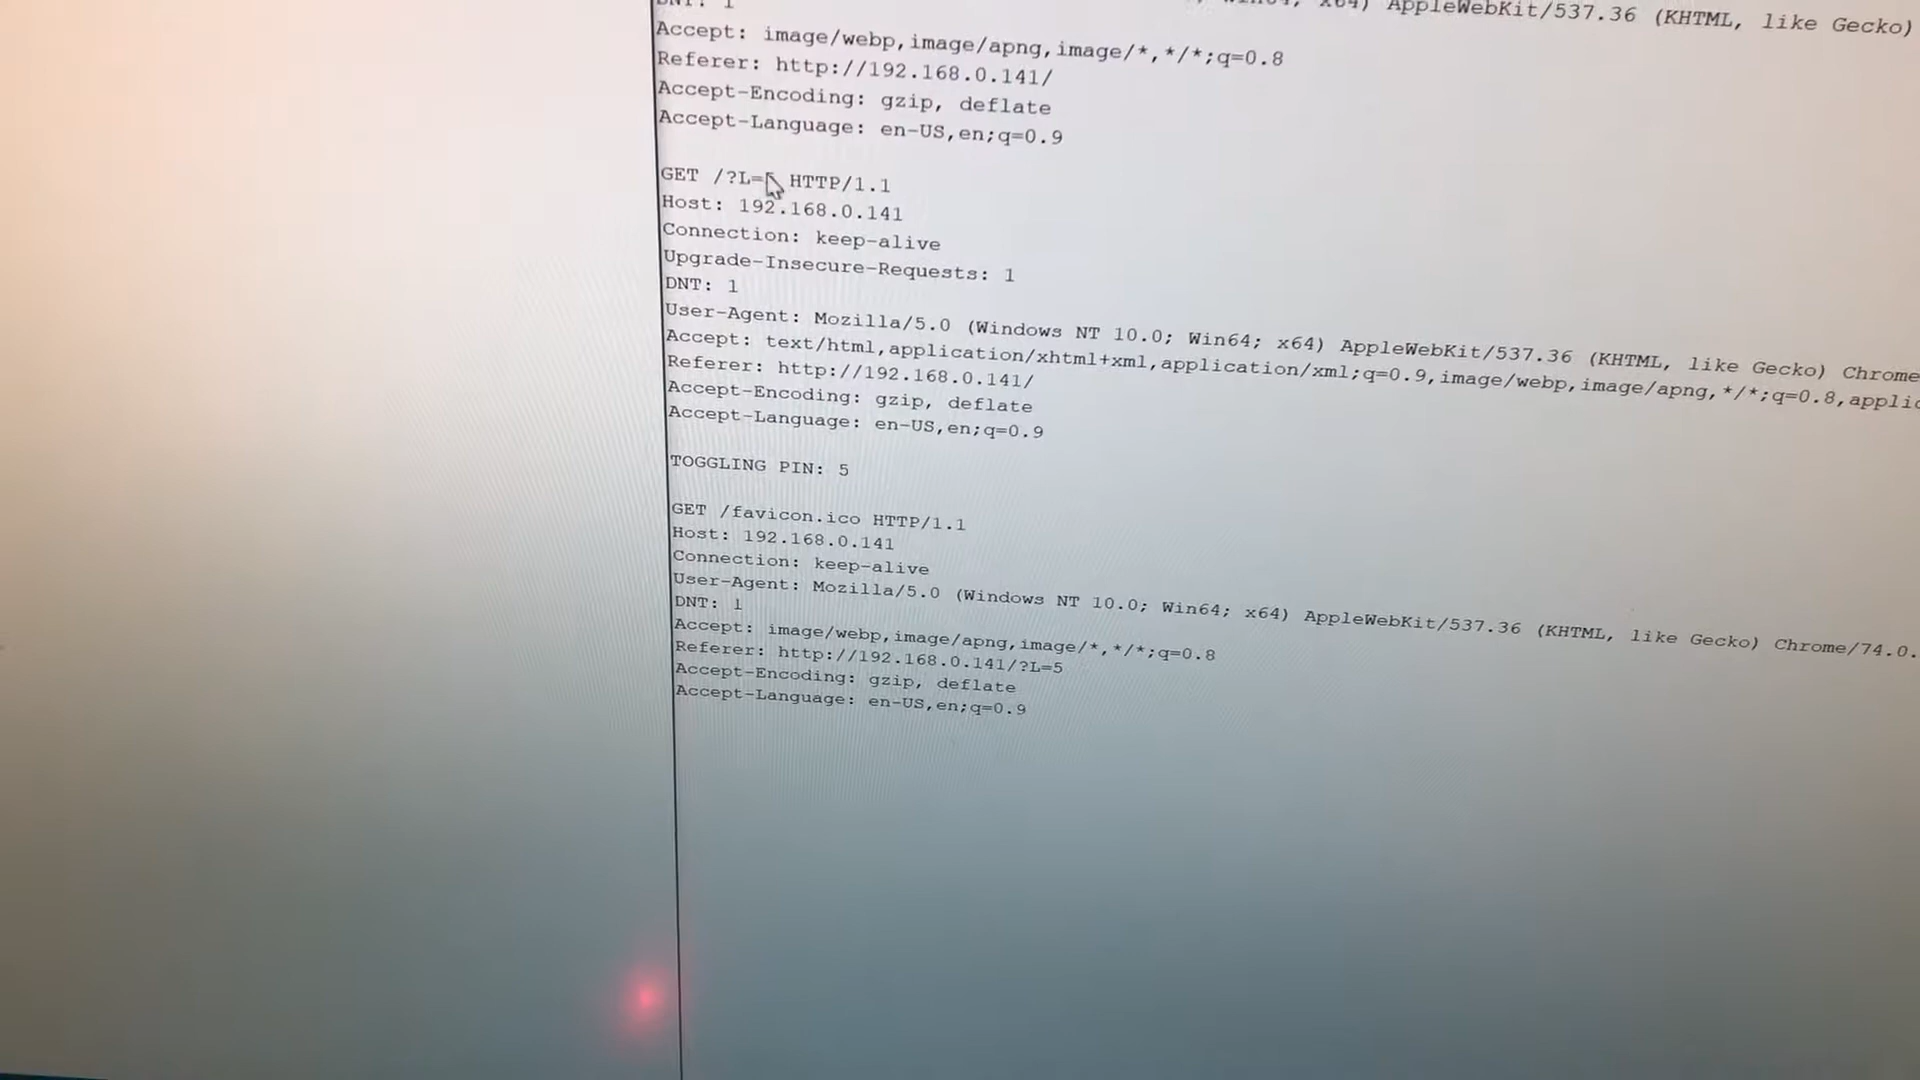 DNT: 1
x64) AppleWebKit/537.36 (KHTML, like Gecko)
Accept: image/webp,image/apng,image/*,*/*;q=0.8
Referer: http://192.168.0.141/
Accept-Encoding: gzip, deflate
Accept-Language: en-US,en;q=0.9
GET /?L= HTTP/1.1
Host: 192.168.0.141
Connection: keep-alive
Upgrade-Insecure-Requests: 1
DNT: 1
User-Agent: Mozilla/5.0 (Windows NT 10.0; Win64; x64) AppleWebKit/537.36 (KHTML, like Gecko) Chrome
Accept: text/html,application/xhtml+xml,application/xml;q=0.9,image/webp,image/apng,*/*;q=0.8,applic
Referer: http://192.168.0.141/
Accept-Encoding: gzip, deflate
Accept-Language: en-US,en;q=0.9
TOGGLING PIN: 5
GET /favicon.ico HTTP/1.1
Host: 192.168.0.141
Connection: keep-alive
User-Agent: Mozilla/5.0 (Windows NT 10.0; Win64; x64) AppleWebKit/537.36 (KHTML, like Gecko) Chrome/74.0.
DNT: 1
Accept: image/webp,image/apng,image/*,*/*;q=0.8
Referer: http://192.168.0.141/?L=5
Accept-Encoding: gzip, deflate
Accept-Language: en-US,en;q=0.9